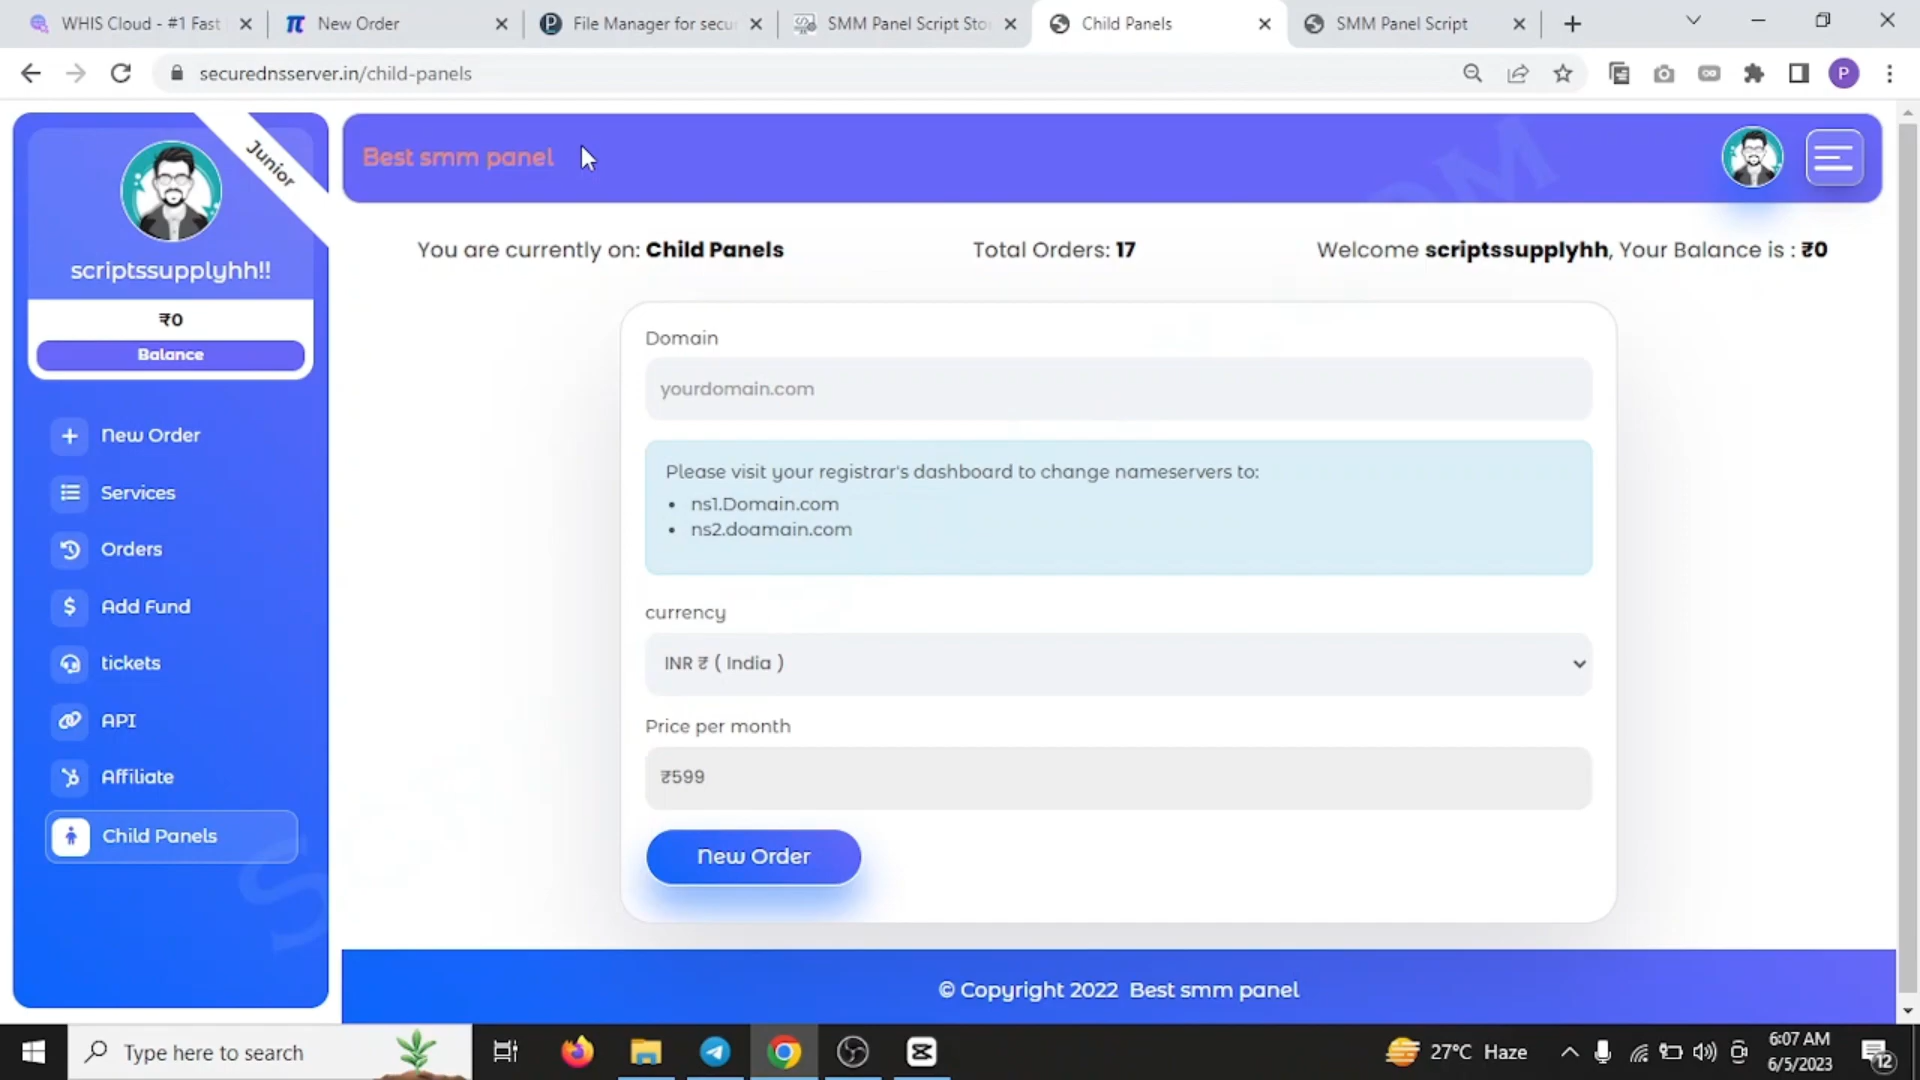 WHIS Cloud - #1 Fast
New Order
File Manager for secu
SMM Panel Script Sto
Child Panels
SMM Panel Script
securednsserver.in/child-panels
P
Junior
Best smm panel
scriptssupplyhh!!
You are currently on: Child Panels
Total Orders: 17
Welcome scriptssupplyhh, Your Balance is : ₹0
₹0
Balance
New Order
Services
Orders
Add Fund
tickets
API
Affiliate
Child Panels
Domain
yourdomain.com
Please visit your registrar's dashboard to change nameservers to:
• ns1.Domain.com
• ns2.doamain.com
currency
INR ₹ ( India )
Price per month
₹599
New Order
© Copyright 2022 Best smm panel
Type here to search
27°C Haze
6:07 AM
6/5/2023
12